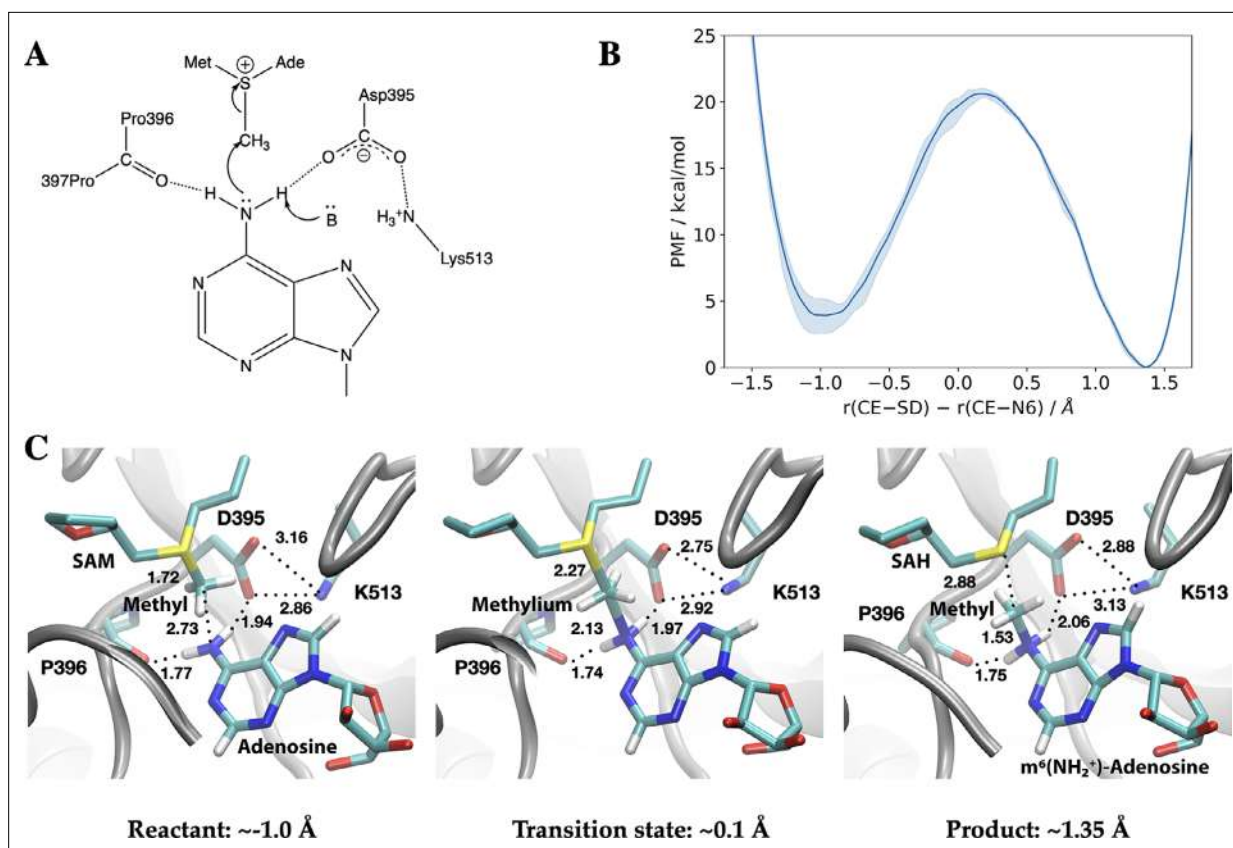 A
Met
⊕
Ade
S
Asp395
Pro396
CH₃
C
397Pro
O
H
H
O
C
O
⊖
N
B̈
H₃⁺N
Lys513
N
N
N
N
B
25
20
15
10
5
0
PMF / kcal/mol
−1.5 −1.0 −0.5 0.0 0.5 1.0 1.5
r(CE−SD) − r(CE−N6) / Å
C
D395
3.16
SAM
1.72
K513
2.86
Methyl
1.94
2.73
P396
1.77
Adenosine
Reactant: ~-1.0 Å
D395
2.75
2.27
K513
2.92
Methylium
2.13
1.97
P396
1.74
Transition state: ~0.1 Å
D395
2.88
SAH
2.88
K513
3.13
Methyl
P396
2.06
1.53
1.75
m⁶(NH₂⁺)-Adenosine
Product: ~1.35 Å